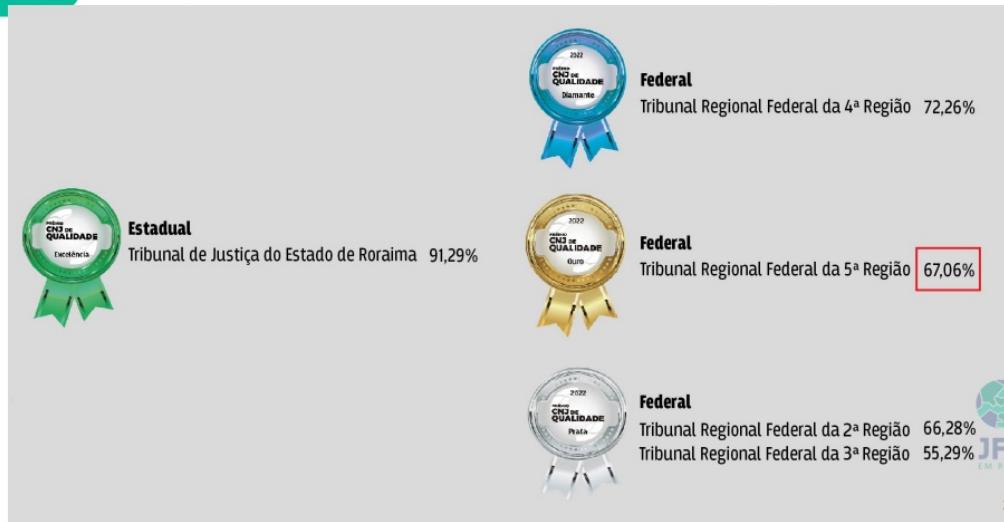 Estadual
Tribunal de Justiça do Estado de Roraima 91,29%
PRÊMIO
CNJ DE
QUALIDADE
Excelência
2022
PRÊMIO
CNJ DE
QUALIDADE
Diamante
Federal
Tribunal Regional Federal da 4ª Região 72,26%
2022
PRÊMIO
CNJ DE
QUALIDADE
Ouro
Federal
Tribunal Regional Federal da 5ª Região 67,06%
2022
PRÊMIO
CNJ DE
QUALIDADE
Prata
Federal
Tribunal Regional Federal da 2ª Região 66,28%
Tribunal Regional Federal da 3ª Região 55,29%